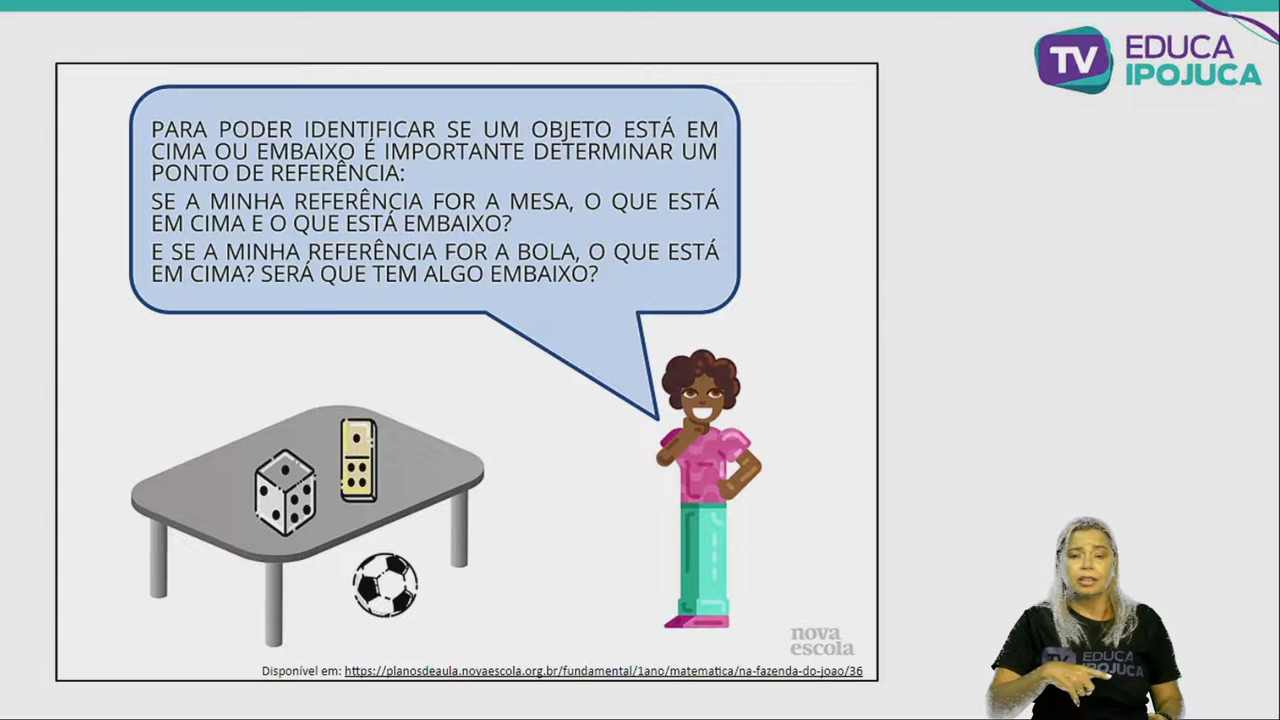 TV EDUCA
IPOJUCA
PARA PODER IDENTIFICAR SE UM OBJETO ESTÁ EM
CIMA OU EMBAIXO É IMPORTANTE DETERMINAR UM
PONTO DE REFERÊNCIA:
SE A MINHA REFERÊNCIA FOR A MESA, O QUE ESTÁ
EM CIMA E O QUE ESTÁ EMBAIXO?
E SE A MINHA REFERÊNCIA FOR A BOLA, O QUE ESTÁ
EM CIMA? SERÁ QUE TEM ALGO EMBAIXO?
nova
escola
Disponível em: https://planosdeaula.novaescola.org.br/fundamental/1ano/matematica/na-fazenda-do-joao/36
TV EDUCA
IPOJUCA